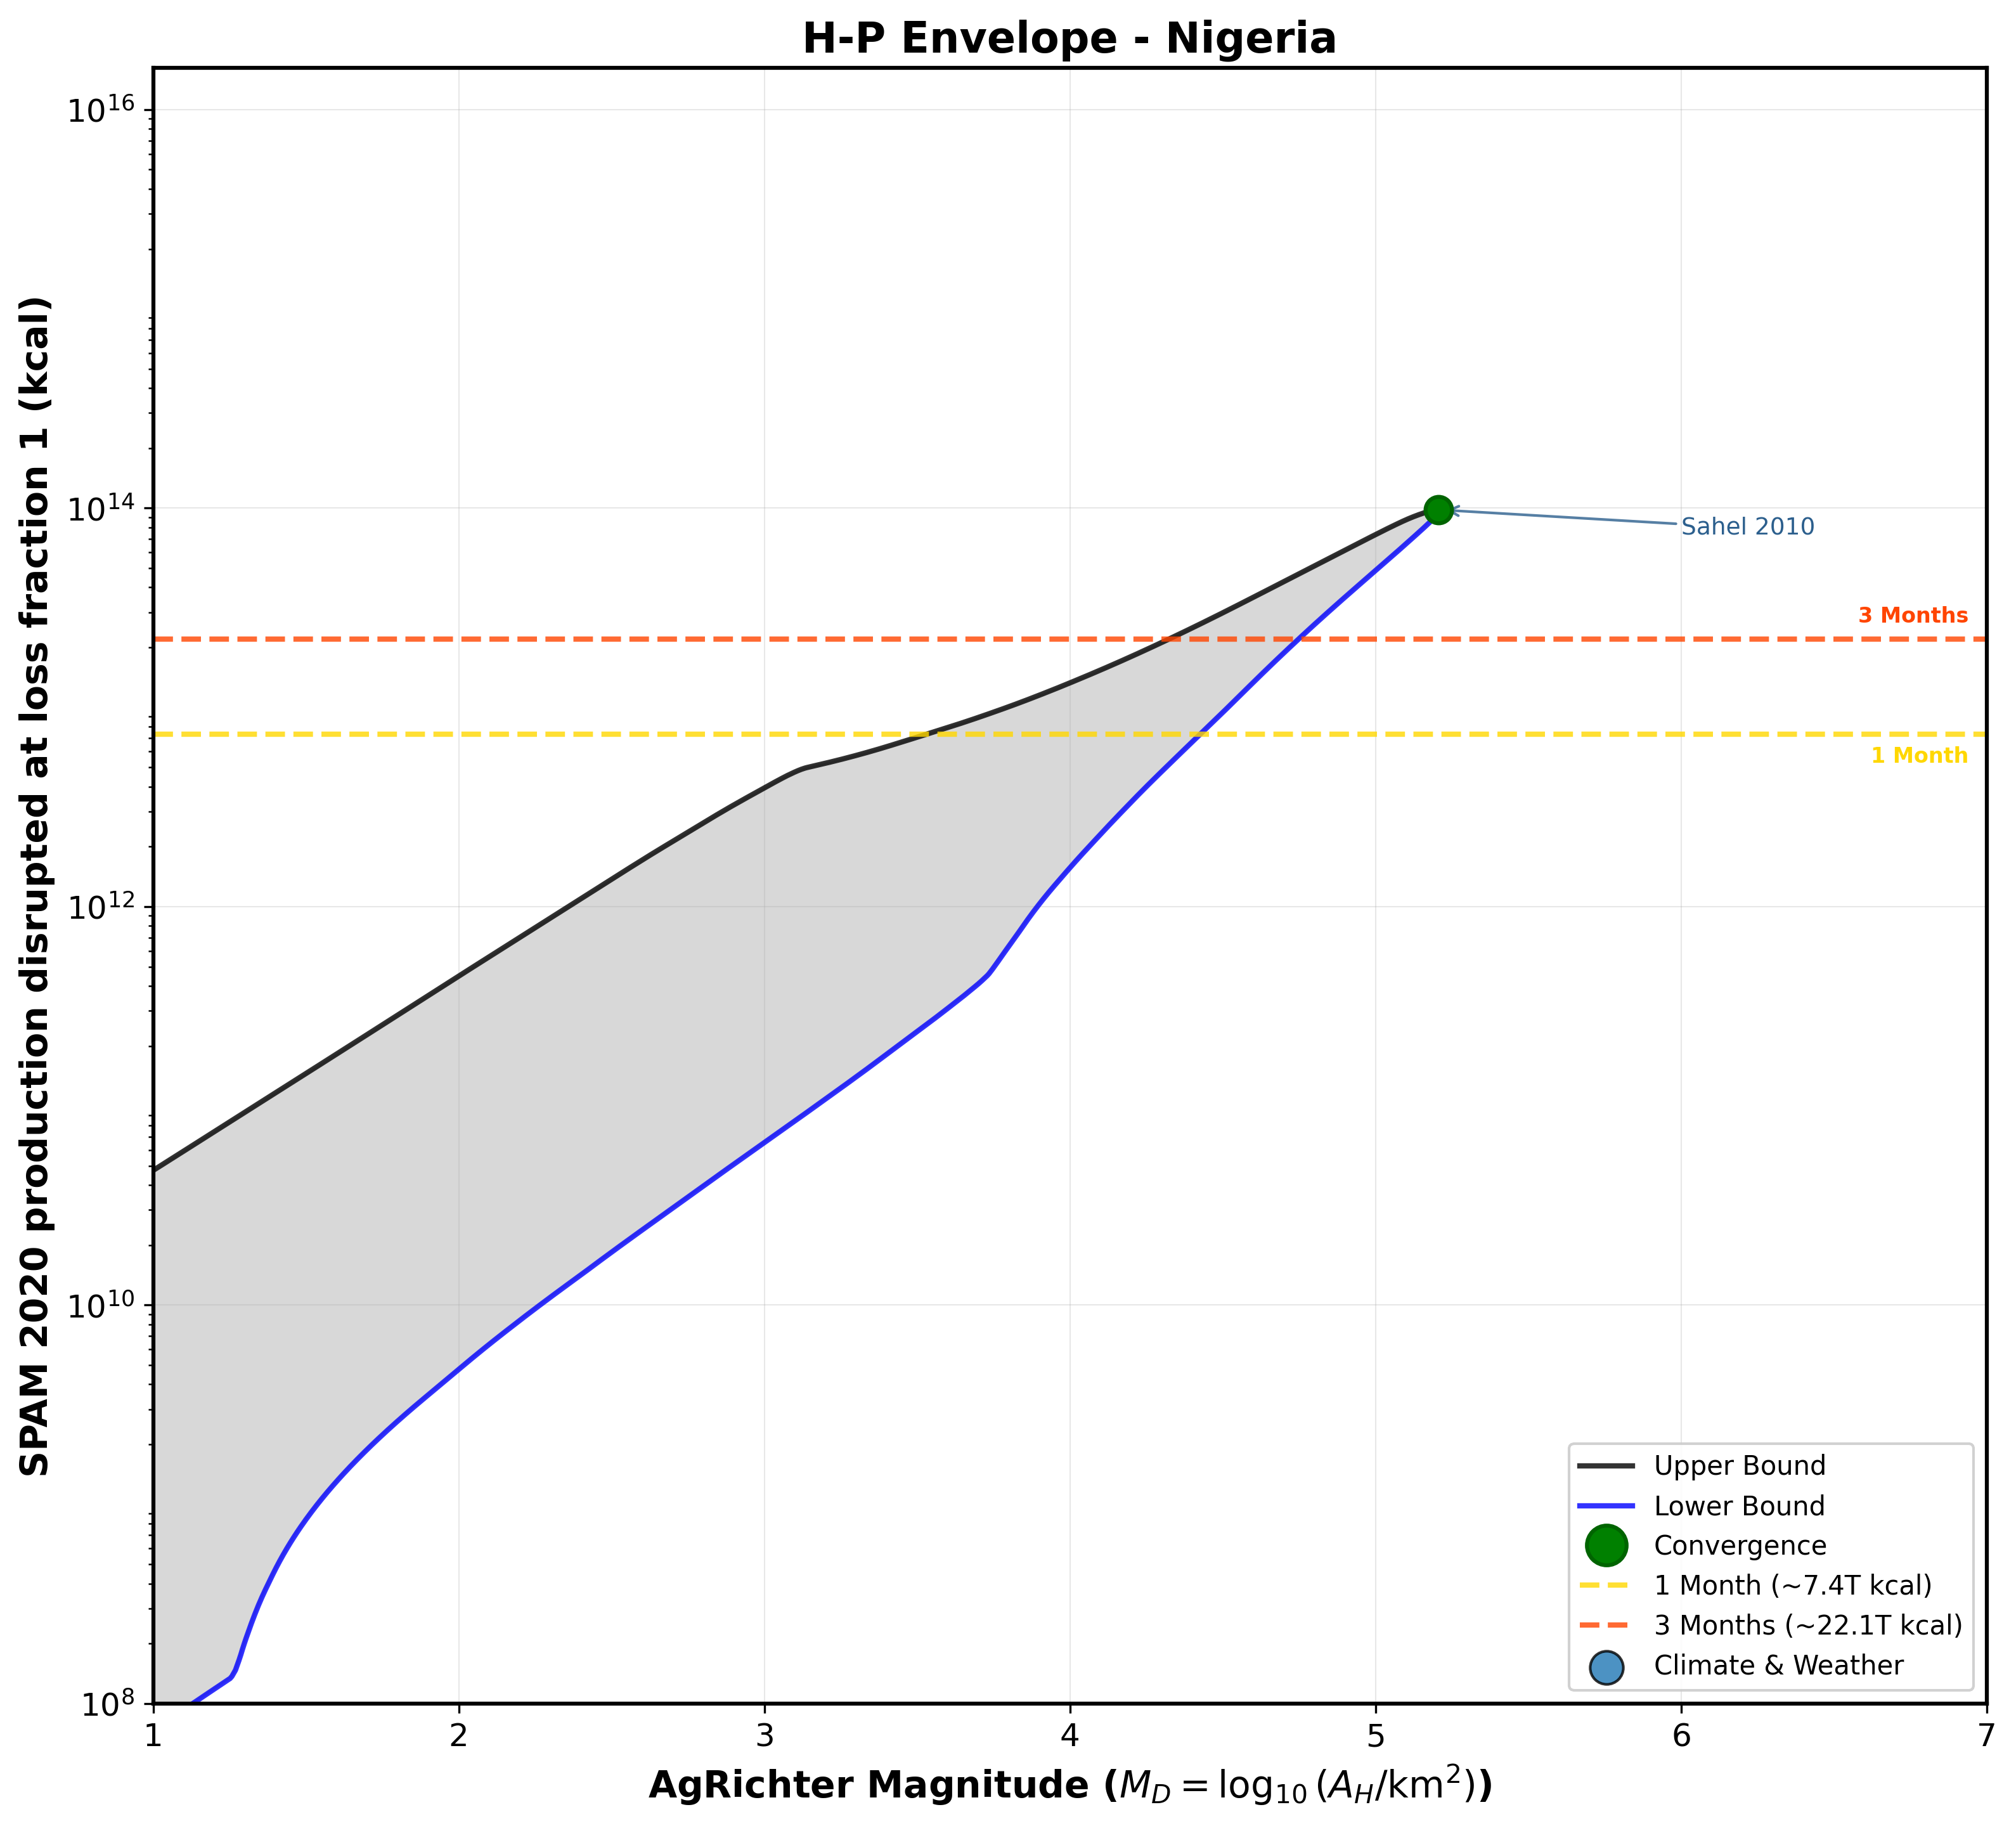 H-P Envelope - Nigeria
SPAM 2020 production disrupted at loss fraction 1 (kcal)
10^16
10^14
10^12
10^10
10^8
Sahel 2010
3 Months
1 Month
Upper Bound
Lower Bound
Convergence
1 Month (~7.4T kcal)
3 Months (~22.1T kcal)
Climate & Weather
1 2 3 4 5 6 7
AgRichter Magnitude (M_D = log_10 (A_H/km^2))